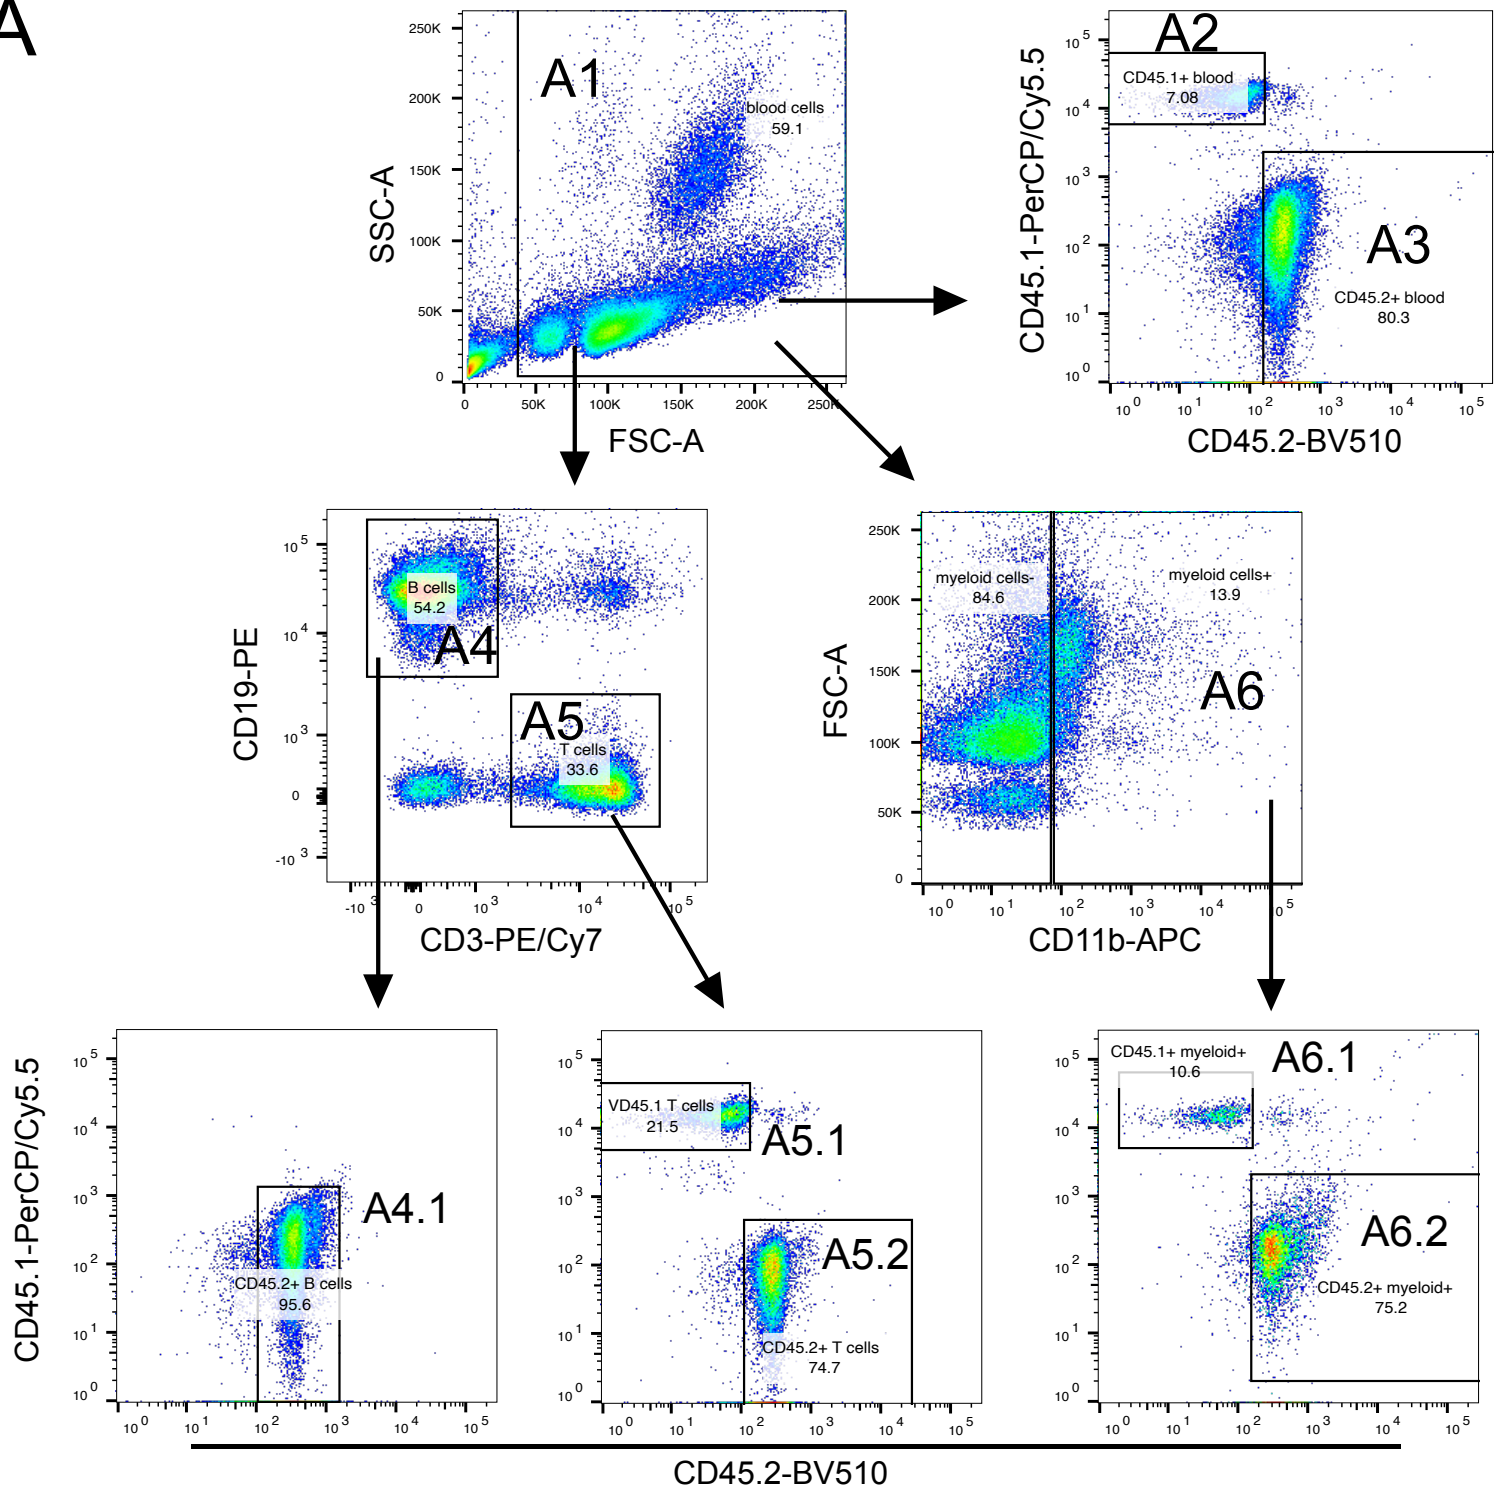 A
A1
blood cells
59.1
250K
200K
150K
100K
50K
0
SSC-A
0 50K 100K 150K 200K 250K
FSC-A
A2
CD45.1+ blood
7.08
A3
CD45.2+ blood
80.3
10 5
10 4
10 3
10 2
10 1
10 0
CD45.1-PerCP/Cy5.5
10 0 10 1 10 2 10 3 10 4 10 5
CD45.2-BV510
B cells
54.2
A4
A5
T cells
33.6
10 5
10 4
10 3
0
-10 3
CD19-PE
-10 3 0 10 3 10 4 10 5
CD3-PE/Cy7
myeloid cells-
84.6
myeloid cells+
13.9
A6
250K
200K
150K
100K
50K
0
FSC-A
10 0 10 1 10 2 10 3 10 4 10 5
CD11b-APC
A4.1
CD45.2+ B cells
95.6
10 5
10 4
10 3
10 2
10 1
10 0
CD45.1-PerCP/Cy5.5
10 0 10 1 10 2 10 3 10 4 10 5
VD45.1 T cells
21.5
A5.1
A5.2
CD45.2+ T cells
74.7
10 5
10 4
10 3
10 2
10 1
10 0
10 0 10 10 2 10 3 10 4 10 5
CD45.1+ myeloid+
10.6
A6.1
A6.2
CD45.2+ myeloid+
75.2
10 5
10 4
10 3
10 2
10 1
10 0
10 0 10 1 10 2 10 3 10 4 10 5
CD45.2-BV510